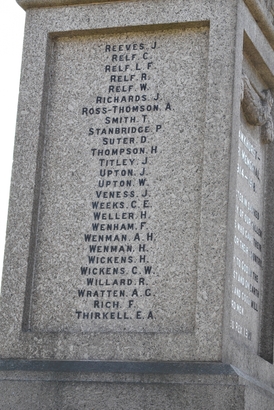 REEVES. J
RELF. C.
RELF. L. F.
RELF. R.
RELF. W.
RICHARDS. J.
ROSS-THOMSON. A.
SMITH. T.
STANBRIDGE. P
SUTER. D.
THOMPSON. H.
TITLEY. J.
UPTON. J.
UPTON. W.
VENESS. J.
WEEKS. C. E.
WELLER. H.
WENHAM. F.
WENMAN. A. H.
WENMAN. H.
WICKENS. H.
WICKENS. C. W.
WILLARD. R.
WRATTEN. A. G.
RICH. F.
THIRKELL. E. A.